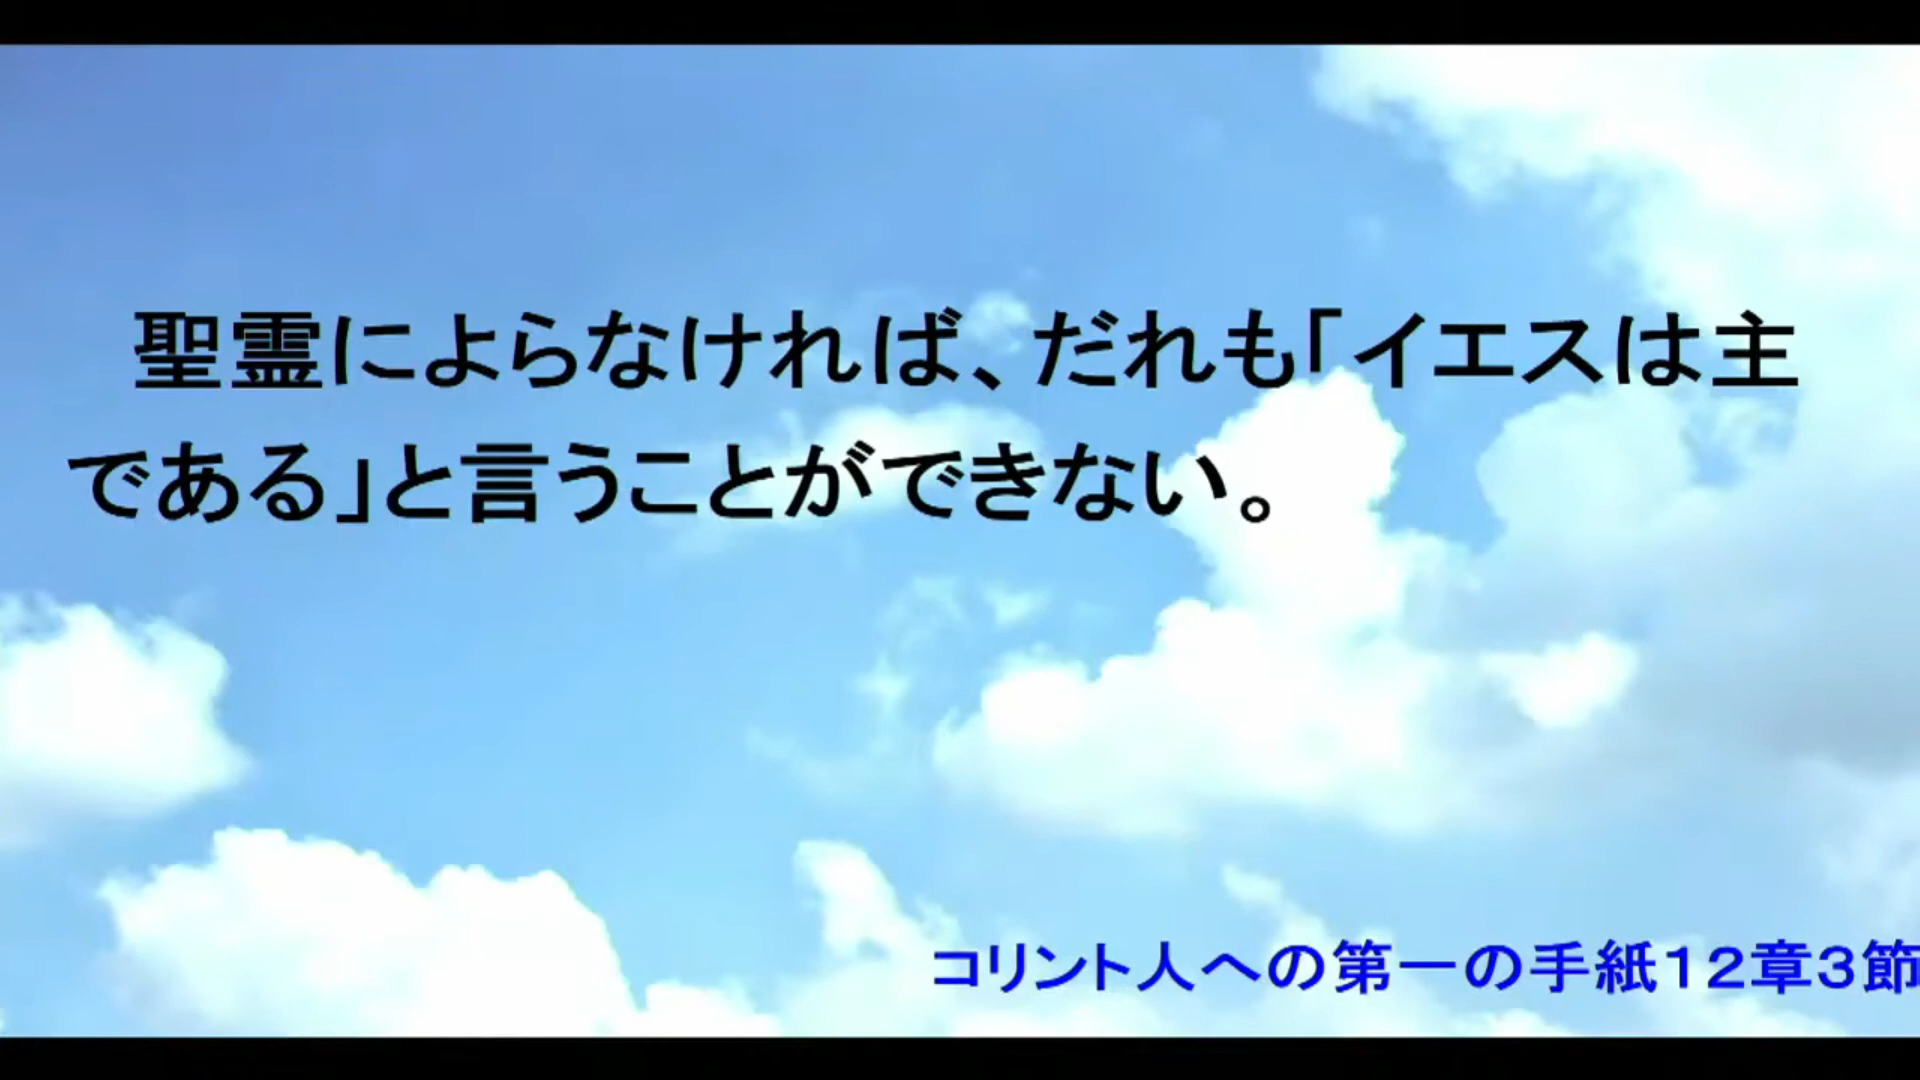 聖霊によらなければ、だれも「イエスは主
である」と言うことができない。
コリント人への第一の手紙12章3節